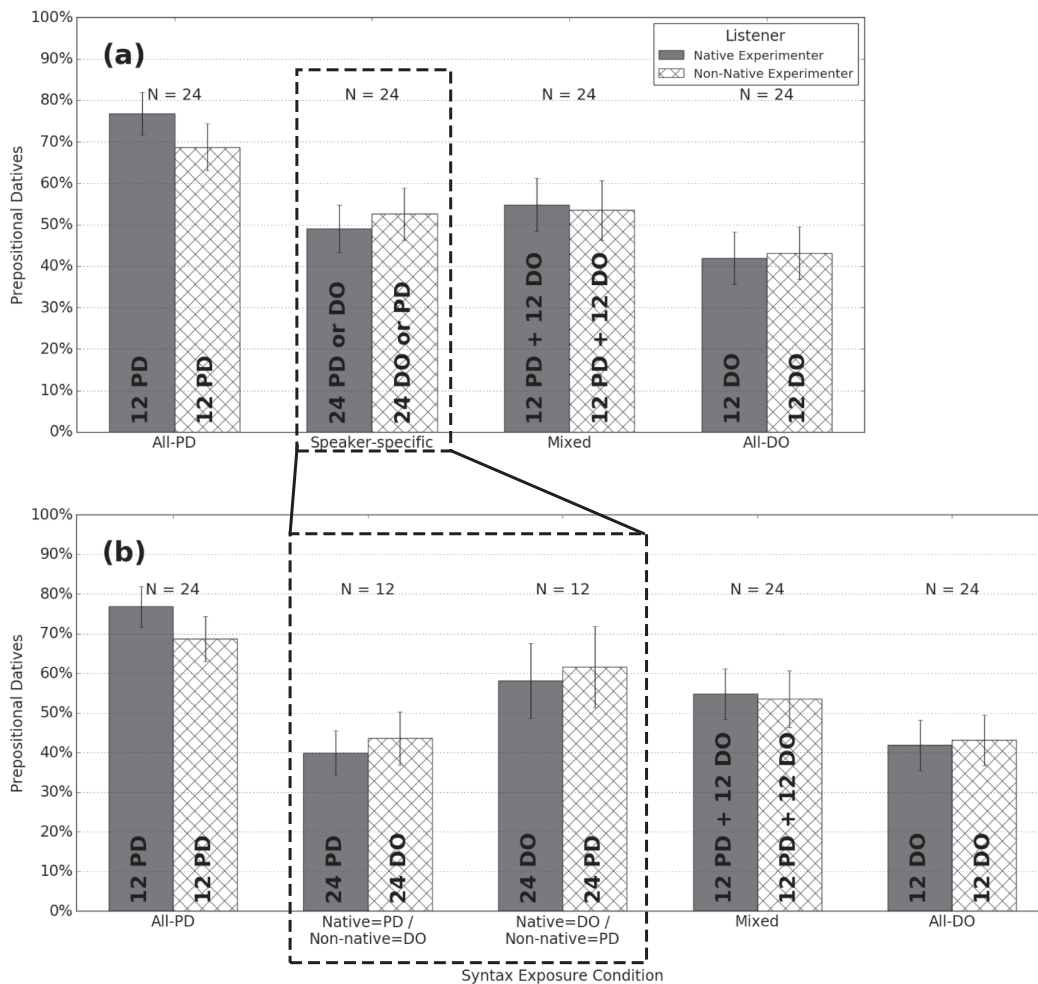 100%
90%
80%
70%
60%
50%
40%
30%
20%
10%
0%
Prepositional Datives
(a)
Listener
Native Experimenter
Non-Native Experimenter
N = 24
N = 24
N = 24
N = 24
12 PD
12 PD
24 PD or DO
24 DO or PD
12 PD + 12 DO
12 PD + 12 DO
12 DO
12 DO
All-PD
Speaker-specific
Mixed
All-DO
100%
90%
80%
70%
60%
50%
40%
30%
20%
10%
0%
Prepositional Datives
(b)
N = 24
N = 12
N = 12
N = 24
N = 24
12 PD
12 PD
24 PD
24 DO
24 DO
24 PD
12 PD + 12 DO
12 PD + 12 DO
12 DO
12 DO
All-PD
Native=PD /
Non-native=DO
Native=DO /
Non-native=PD
Mixed
All-DO
Syntax Exposure Condition